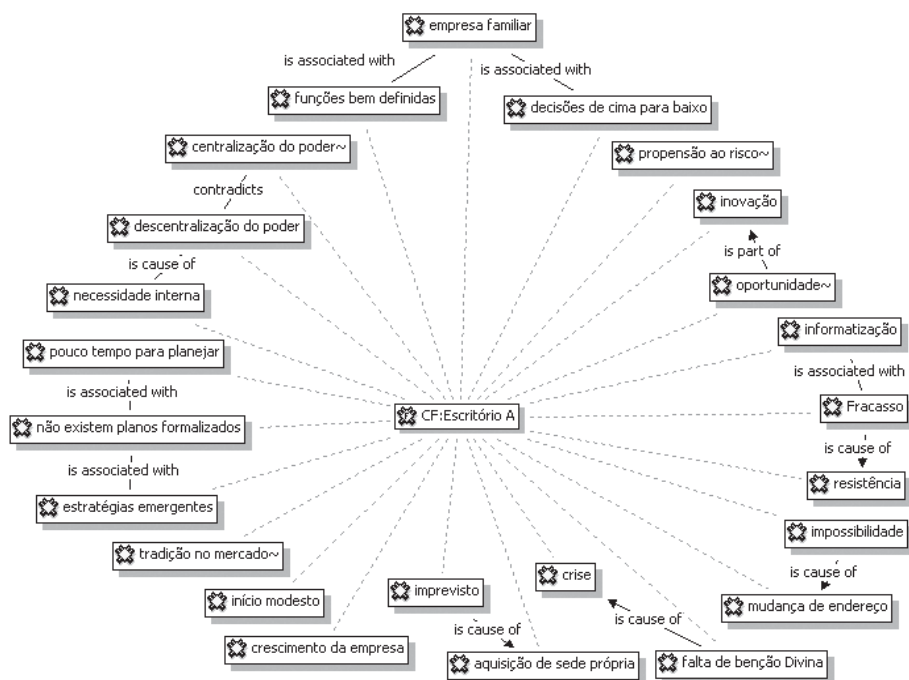 empresa familiar
is associated with
is associated with
funções bem definidas
decisões de cima para baixo
centralização do poder~
propensão ao risco~
contradicts
inovação
descentralização do poder
is part of
is cause of
oportunidade~
necessidade interna
informatização
pouco tempo para planejar
is associated with
is associated with
CF:Escritório A
Fracasso
não existem planos formalizados
is cause of
is associated with
resistência
estratégias emergentes
impossibilidade
tradição no mercado~
is cause of
crise
imprevisto
início modesto
mudança de endereço
is cause of
is cause of
crescimento da empresa
aquisição de sede própria
falta de benção Divina